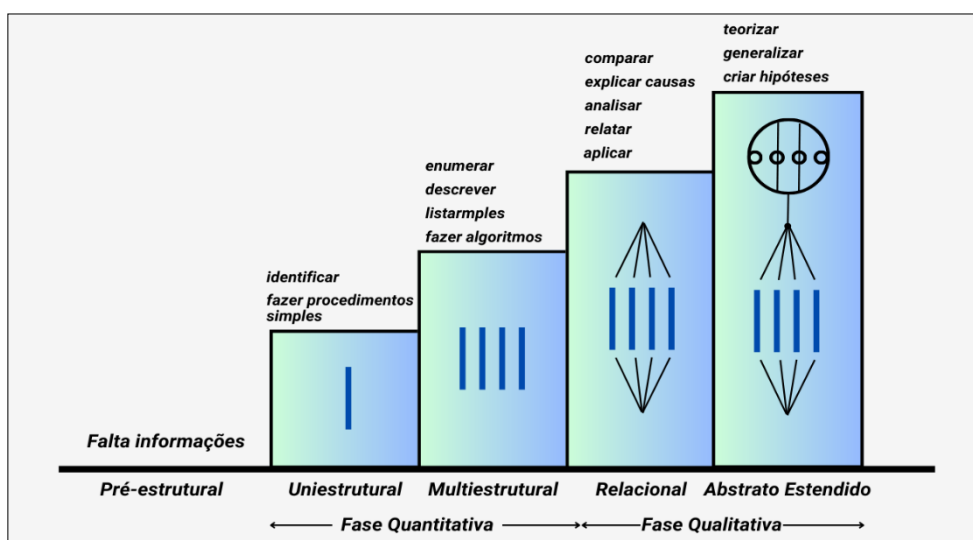 teorizar
generalizar
criar hipóteses
comparar
explicar causas
analisar
relatar
aplicar
enumerar
descrever
listarmples
fazer algoritmos
identificar
fazer procedimentos
simples
Falta informações
Pré-estrutural
Uniestrutural
Multiestrutural
Relacional
Abstrato Estendido
Fase Quantitativa
Fase Qualitativa